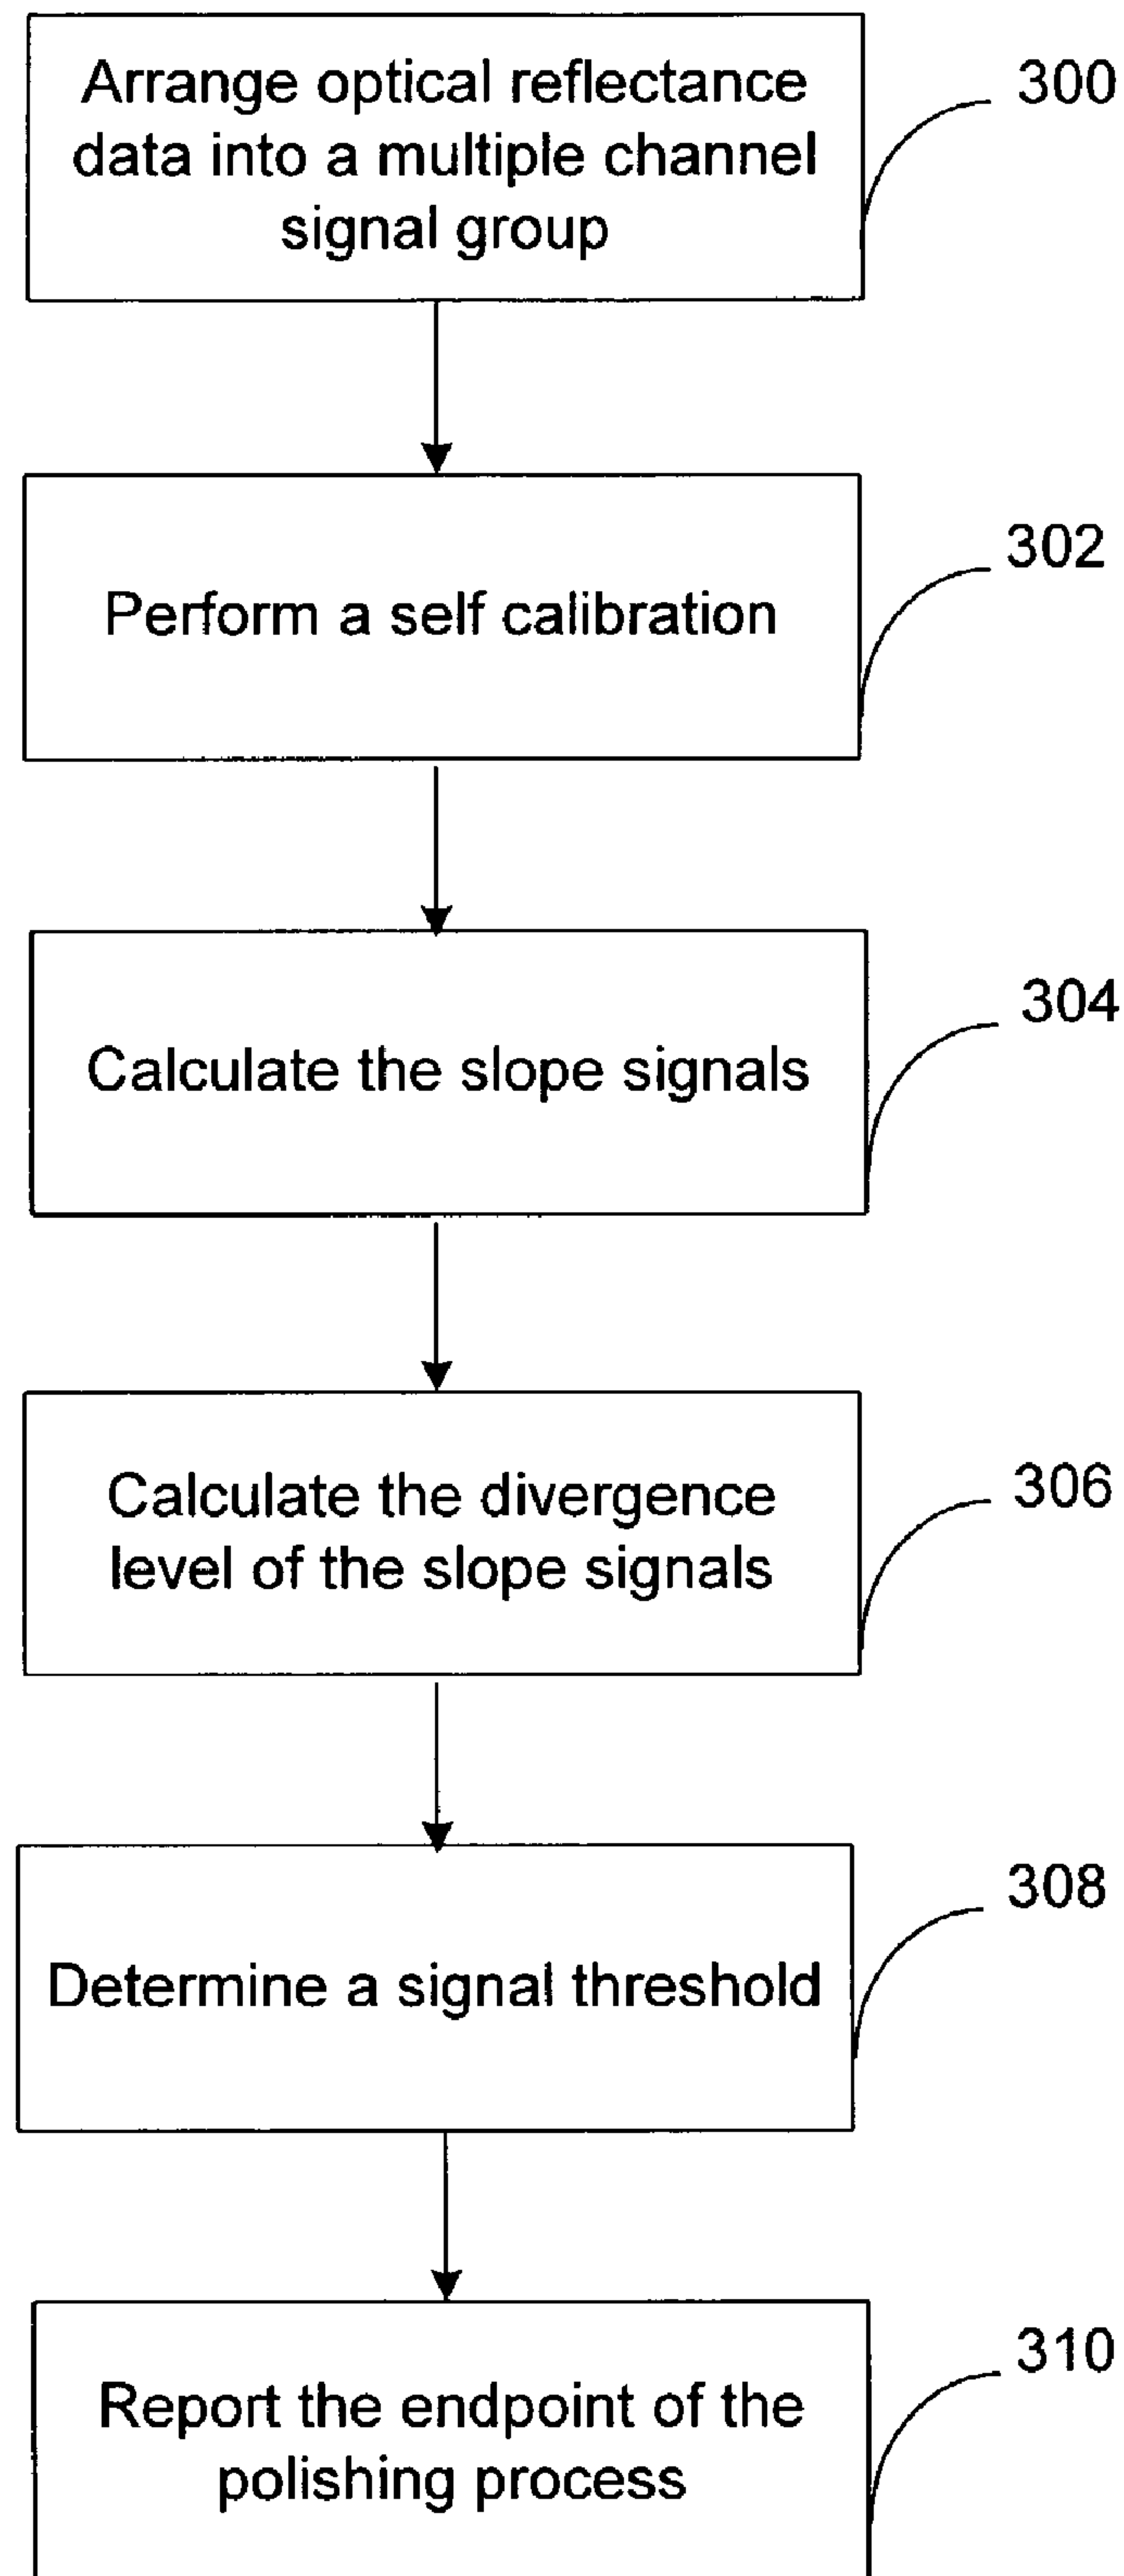 Arrange optical reflectance
data into a multiple channel
signal group
300
Perform a self calibration
302
Calculate the slope signals
304
Calculate the divergence
level of the slope signals
306
Determine a signal threshold
308
Report the endpoint of the
polishing process
310